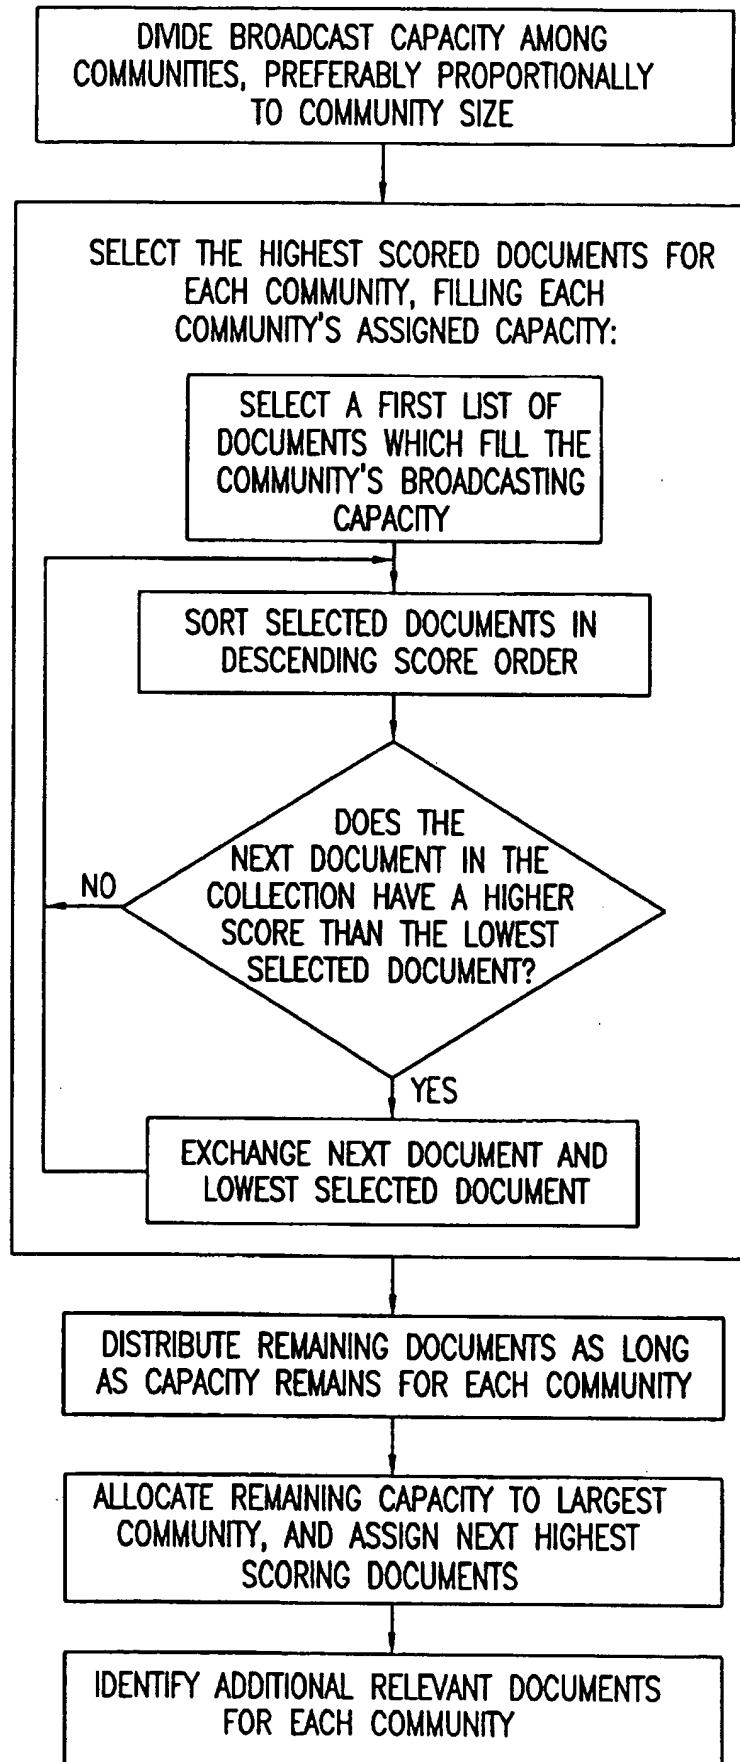 DIVIDE BROADCAST CAPACITY AMONG
COMMUNITIES, PREFERABLY PROPORTIONALLY
TO COMMUNITY SIZE
SELECT THE HIGHEST SCORED DOCUMENTS FOR
EACH COMMUNITY, FILLING EACH
COMMUNITY'S ASSIGNED CAPACITY:
SELECT A FIRST LIST OF
DOCUMENTS WHICH FILL THE
COMMUNITY'S BROADCASTING
CAPACITY
SORT SELECTED DOCUMENTS IN
DESCENDING SCORE ORDER
DOES THE
NEXT DOCUMENT IN THE
COLLECTION HAVE A HIGHER
SCORE THAN THE LOWEST
SELECTED DOCUMENT?
NO
YES
EXCHANGE NEXT DOCUMENT AND
LOWEST SELECTED DOCUMENT
DISTRIBUTE REMAINING DOCUMENTS AS LONG
AS CAPACITY REMAINS FOR EACH COMMUNITY
ALLOCATE REMAINING CAPACITY TO LARGEST
COMMUNITY, AND ASSIGN NEXT HIGHEST
SCORING DOCUMENTS
IDENTIFY ADDITIONAL RELEVANT DOCUMENTS
FOR EACH COMMUNITY